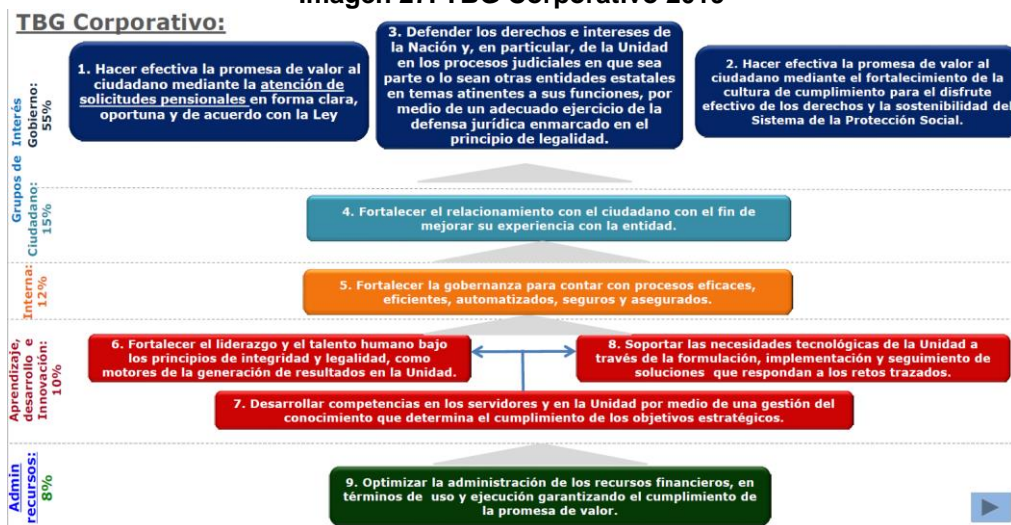 TBG Corporativo:
1. Hacer efectiva la promesa de valor al
ciudadano mediante la atención de
solicitudes pensionales en forma clara,
oportuna y de acuerdo con la Ley
3. Defender los derechos e intereses de
la Nación y, en particular, de la Unidad
en los procesos judiciales en que sea
parte o lo sean otras entidades estatales
en temas atinentes a sus funciones, por
medio de un adecuado ejercicio de la
defensa jurídica enmarcado en el
principio de legalidad.
2. Hacer efectiva la promesa de valor al
ciudadano mediante el fortalecimiento de la
cultura de cumplimiento para el disfrute
efectivo de los derechos y la sostenibilidad del
Sistema de la Protección Social.
Grupos de Interés
Gobierno:
55%
Ciudadano:
15%
4. Fortalecer el relacionamiento con el ciudadano con el fin de
mejorar su experiencia con la entidad.
Interna:
12%
5. Fortalecer la gobernanza para contar con procesos eficaces,
eficientes, automatizados, seguros y asegurados.
Aprendizaje,
desarrollo e
Innovación:
10%
6. Fortalecer el liderazgo y el talento humano bajo
los principios de integridad y legalidad, como
motores de la generación de resultados en la Unidad.
8. Soportar las necesidades tecnológicas de la Unidad a
través de la formulación, implementación y seguimiento de
soluciones que respondan a los retos trazados.
7. Desarrollar competencias en los servidores y en la Unidad por medio de una gestión del
conocimiento que determina el cumplimiento de los objetivos estratégicos.
Admin
recursos:
8%
9. Optimizar la administración de los recursos financieros, en
términos de uso y ejecución garantizando el cumplimiento de
la promesa de valor.